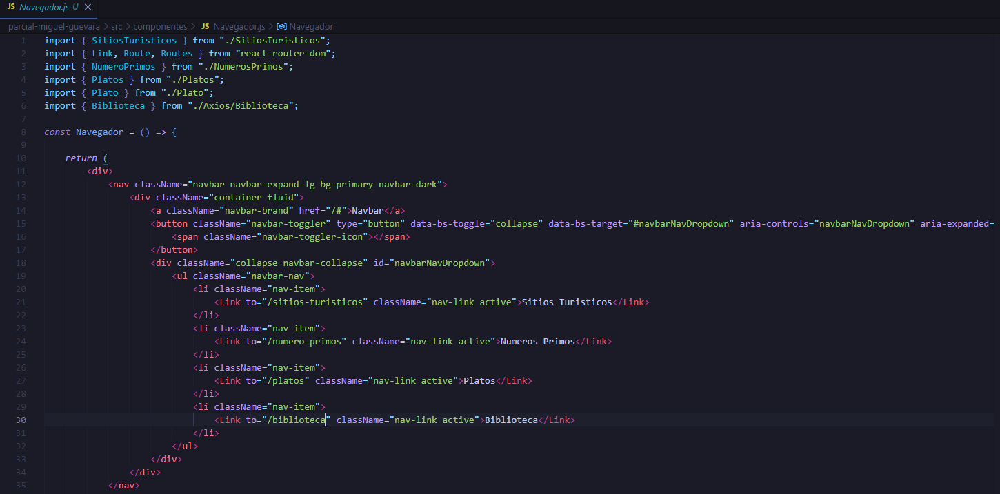 JS Navegador.js U ×
parcial-miguel-guevara > src > componentes > JS Navegador.js > Navegador
1 import { SitiosTuristicos } from "./SitiosTuristicos";
2 import { Link, Route, Routes } from "react-router-dom";
3 import { NumeroPrimos } from "./NumerosPrimos";
4 import { Platos } from "./Platos";
5 import { Plato } from "./Plato";
6 import { Biblioteca } from "./Axios/Biblioteca";
7
8 const Navegador = () => {
9
10 return (
11 <div>
12 <nav className="navbar navbar-expand-lg bg-primary navbar-dark">
13 <div className="container-fluid">
14 <a className="navbar-brand" href="/#">Navbar</a>
15 <button className="navbar-toggler" type="button" data-bs-toggle="collapse" data-bs-target="#navbarNavDropdown" aria-controls="navbarNavDropdown" aria-expanded=
16 <span className="navbar-toggler-icon"></span>
17 </button>
18 <div className="collapse navbar-collapse" id="navbarNavDropdown">
19 <ul className="navbar-nav">
20 <li className="nav-item">
21 <Link to="/sitios-turisticos" className="nav-link active">Sitios Turisticos</Link>
22 </li>
23 <li className="nav-item">
24 <Link to="/numero-primos" className="nav-link active">Numeros Primos</Link>
25 </li>
26 <li className="nav-item">
27 <Link to="/platos" className="nav-link active">Platos</Link>
28 </li>
29 <li className="nav-item">
30 <Link to="/biblioteca" className="nav-link active">Biblioteca</Link>
31 </li>
32 </ul>
33 </div>
34 </div>
35 </nav>